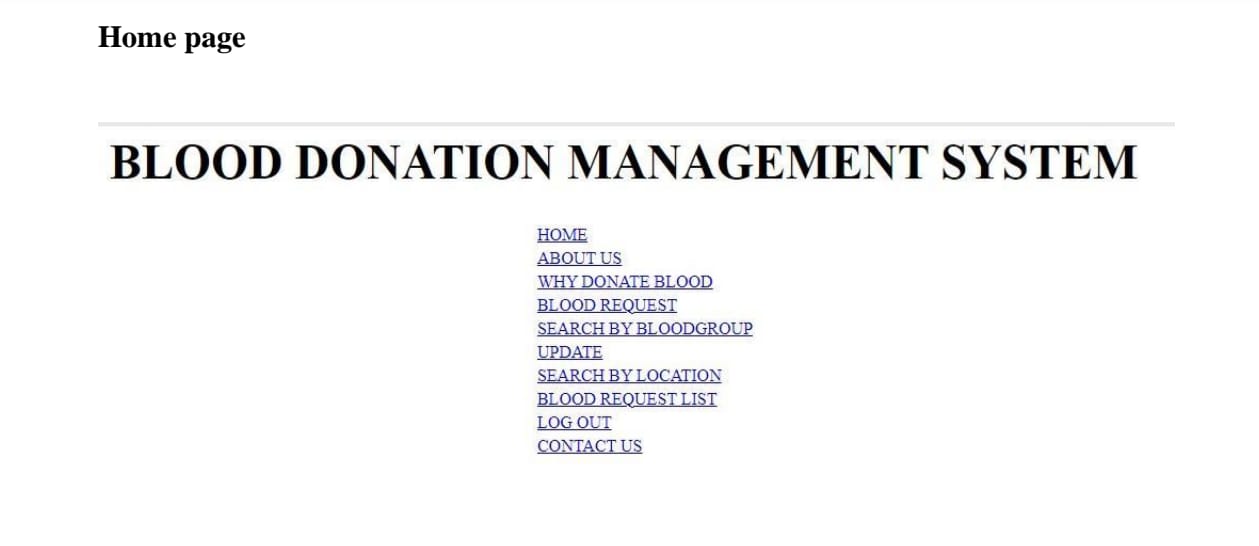 Home page
BLOOD DONATION MANAGEMENT SYSTEM
HOME
ABOUT US
WHY DONATE BLOOD
BLOOD REQUEST
SEARCH BY BLOODGROUP
UPDATE
SEARCH BY LOCATION
BLOOD REQUEST LIST
LOG OUT
CONTACT US